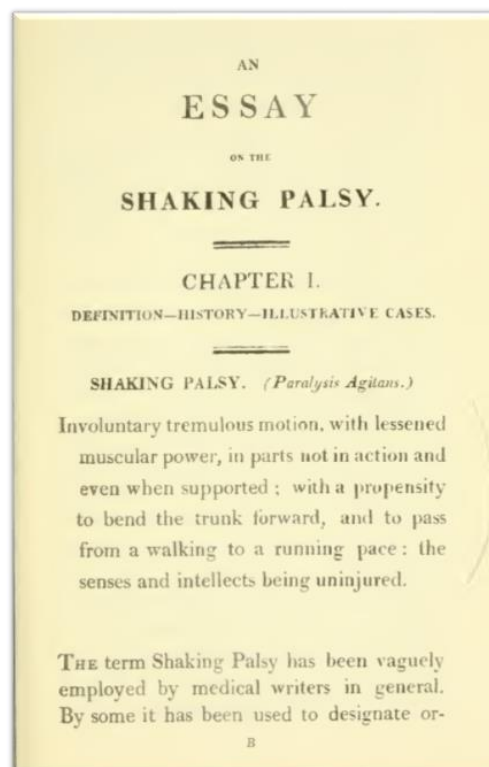 AN
ESSAY
ON THE
SHAKING PALSY.
CHAPTER I.
DEFINITION—HISTORY—ILLUSTRATIVE CASES.
SHAKING PALSY. (Paralysis Agitans.)
Involuntary tremulous motion, with lessened
muscular power, in parts not in action and
even when supported; with a propensity
to bend the trunk forward, and to pass
from a walking to a running pace: the
senses and intellects being uninjured.
THE term Shaking Palsy has been vaguely
employed by medical writers in general.
By some it has been used to designate or-
B